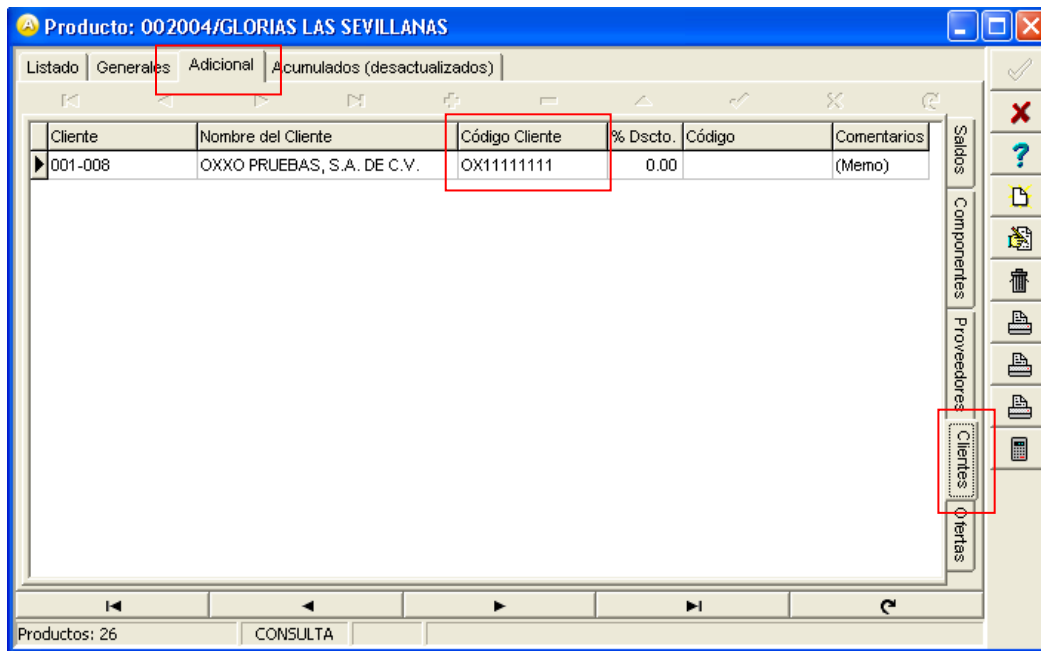 Producto: 002004/GLORIAS LAS SEVILLANAS
Listado Generales Adicional Acumulados (desactualizados)
Cliente Nombre del Cliente Código Cliente % Dscto. Código Comentarios
001-008 OXXO PRUEBAS, S.A. DE C.V. OX11111111 0.00 (Memo)
Saldos
Componentes
Proveedores
Clientes
Ofertas
Productos: 26 CONSULTA